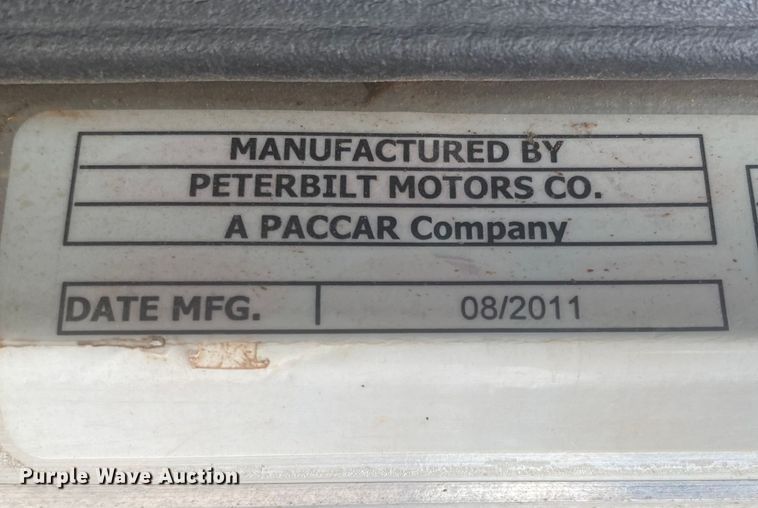 MANUFACTURED BY
PETERBILT MOTORS CO.
A PACCAR Company
DATE MFG. 08/2011
Purple Wave Auction